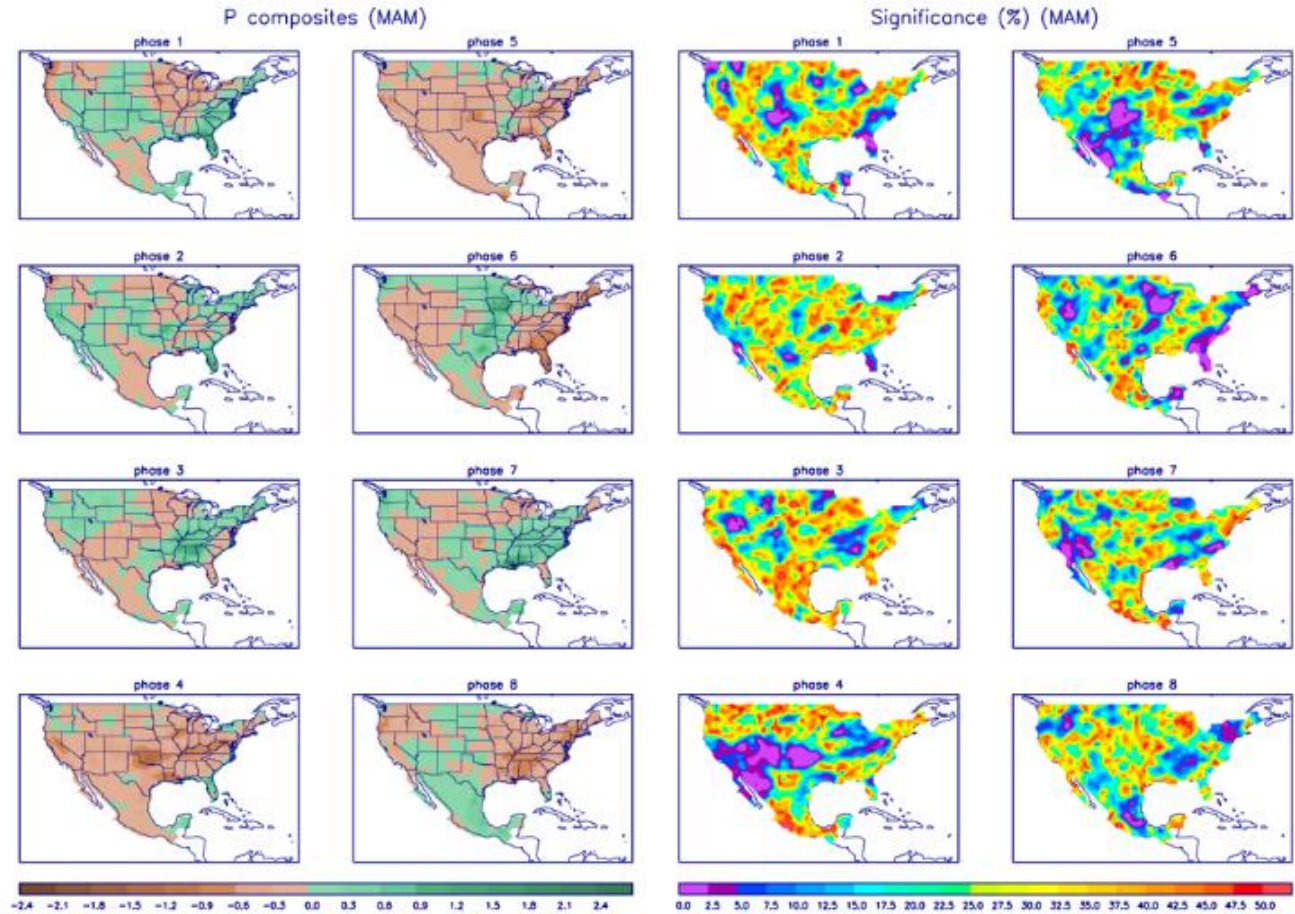 P composites (MAM)
Significance (%) (MAM)
phase 1
phase 5
phase 1
phase 5
phase 2
phase 6
phase 2
phase 6
phase 3
phase 7
phase 3
phase 7
phase 4
phase 8
phase 4
phase 8
-2.4 -2.1 -1.8 -1.5 -1.2 -0.9 -0.6 -0.3 0.0 0.3 0.6 0.9 1.2 1.5 1.8 2.1 2.4
0.0 2.5 5.0 7.5 10.0 12.5 15.0 17.5 20.0 22.5 25.0 27.5 30.0 32.5 35.0 37.5 40.0 42.5 45.0 47.5 50.0